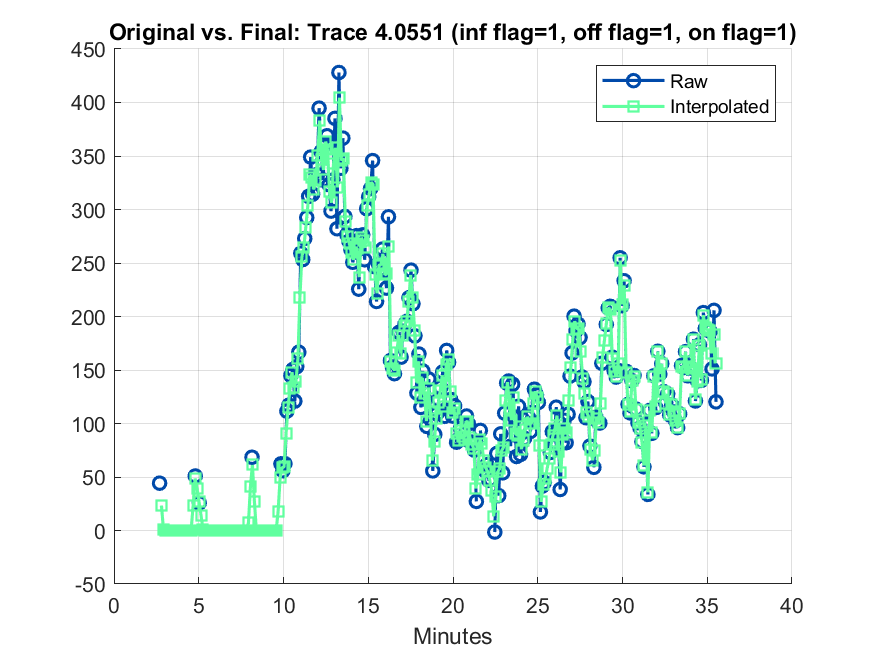 Original vs. Final: Trace 4.0551 (inf flag=1, off flag=1, on flag=1)
450
400
350
300
250
200
150
100
50
0
-50
Raw
Interpolated
0 5 10 15 20 25 30 35 40
Minutes